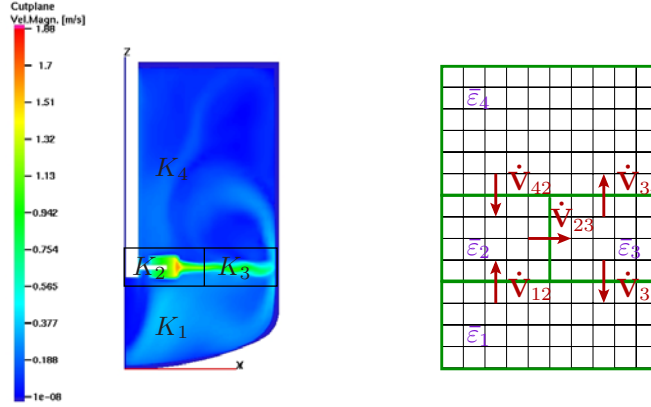 Cutplane
Vel.Magn. [m/s]
1.88
1.7
1.51
1.32
1.13
0.942
0.754
0.565
0.377
0.188
1e-08
z
K₄
K₂ K₃
K₁
x
ε̄₄
V̇₄₂ V̇₃
V̇₂₃
ε̄₂ ε̄₃
V̇₁₂ V̇₃
ε̄₁